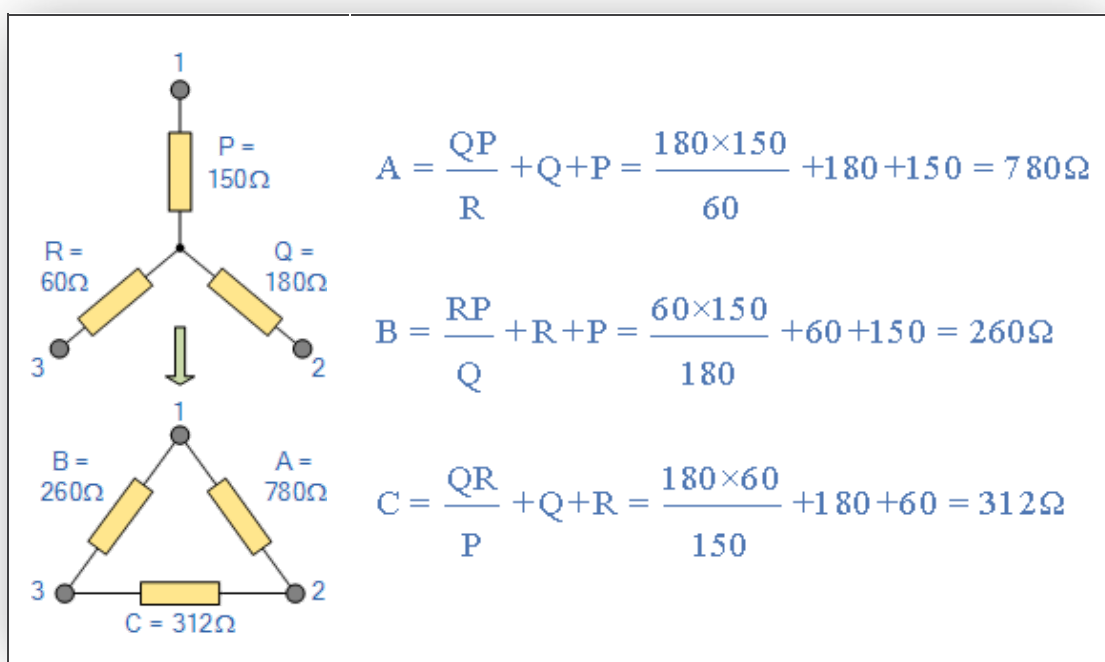 1
P =
150Ω
R =
60Ω
Q =
180Ω
3
2
A = QP/R +Q+P = 180×150/60 +180+150 = 780Ω
B = RP/Q +R+P = 60×150/180 +60+150 = 260Ω
C = QR/P +Q+R = 180×60/150 +180+60 = 312Ω
1
B =
260Ω
A =
780Ω
3
2
C = 312Ω